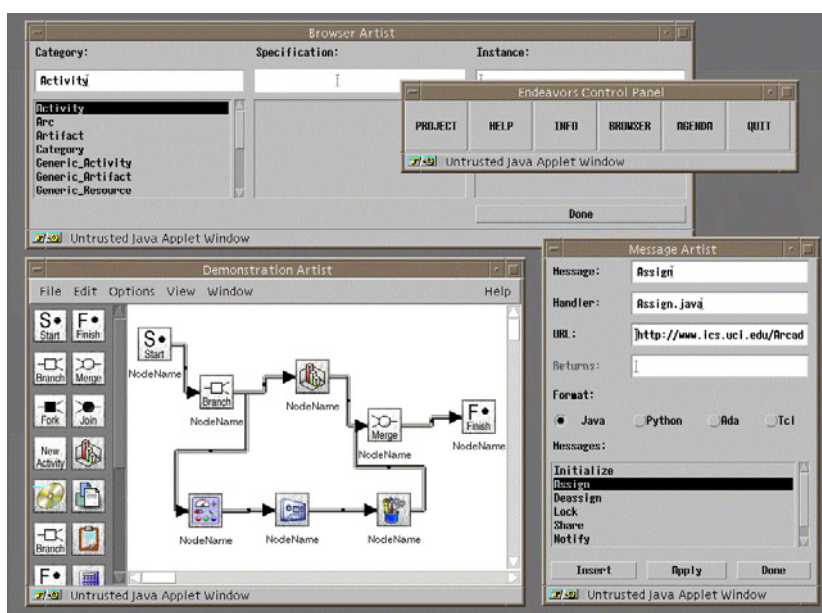 Browser Artist
Category: Specification: Instance:
Activity
Activity
Arc
Artifact
Category
Generic_Activity
Generic_Artifact
Generic_Resource
Done
Untrusted Java Applet Window
Endeavors Control Panel
PROJECT HELP INFO BROWSER AGENDA QUIT
Untrusted Java Applet Window
Demonstration Artist
File Edit Options View Window Help
S• F•
Start Finish
Branch Merge
Fork Join
New
Activity
Branch
F•
S•
Start
NodeName
Branch
NodeName
NodeName
Merge
NodeName
F•
Finish
NodeName
NodeName
NodeName
NodeName
Untrusted Java Applet Window
Message Artist
Message: Assign
Handler: Assign.java
URL: http://www.ics.uci.edu/Arcad
Returns:
Format:
Java Python Ada Tcl
Messages:
Initialize
Assign
Deassign
Lock
Share
Notify
Insert Apply Done
Untrusted Java Applet Window